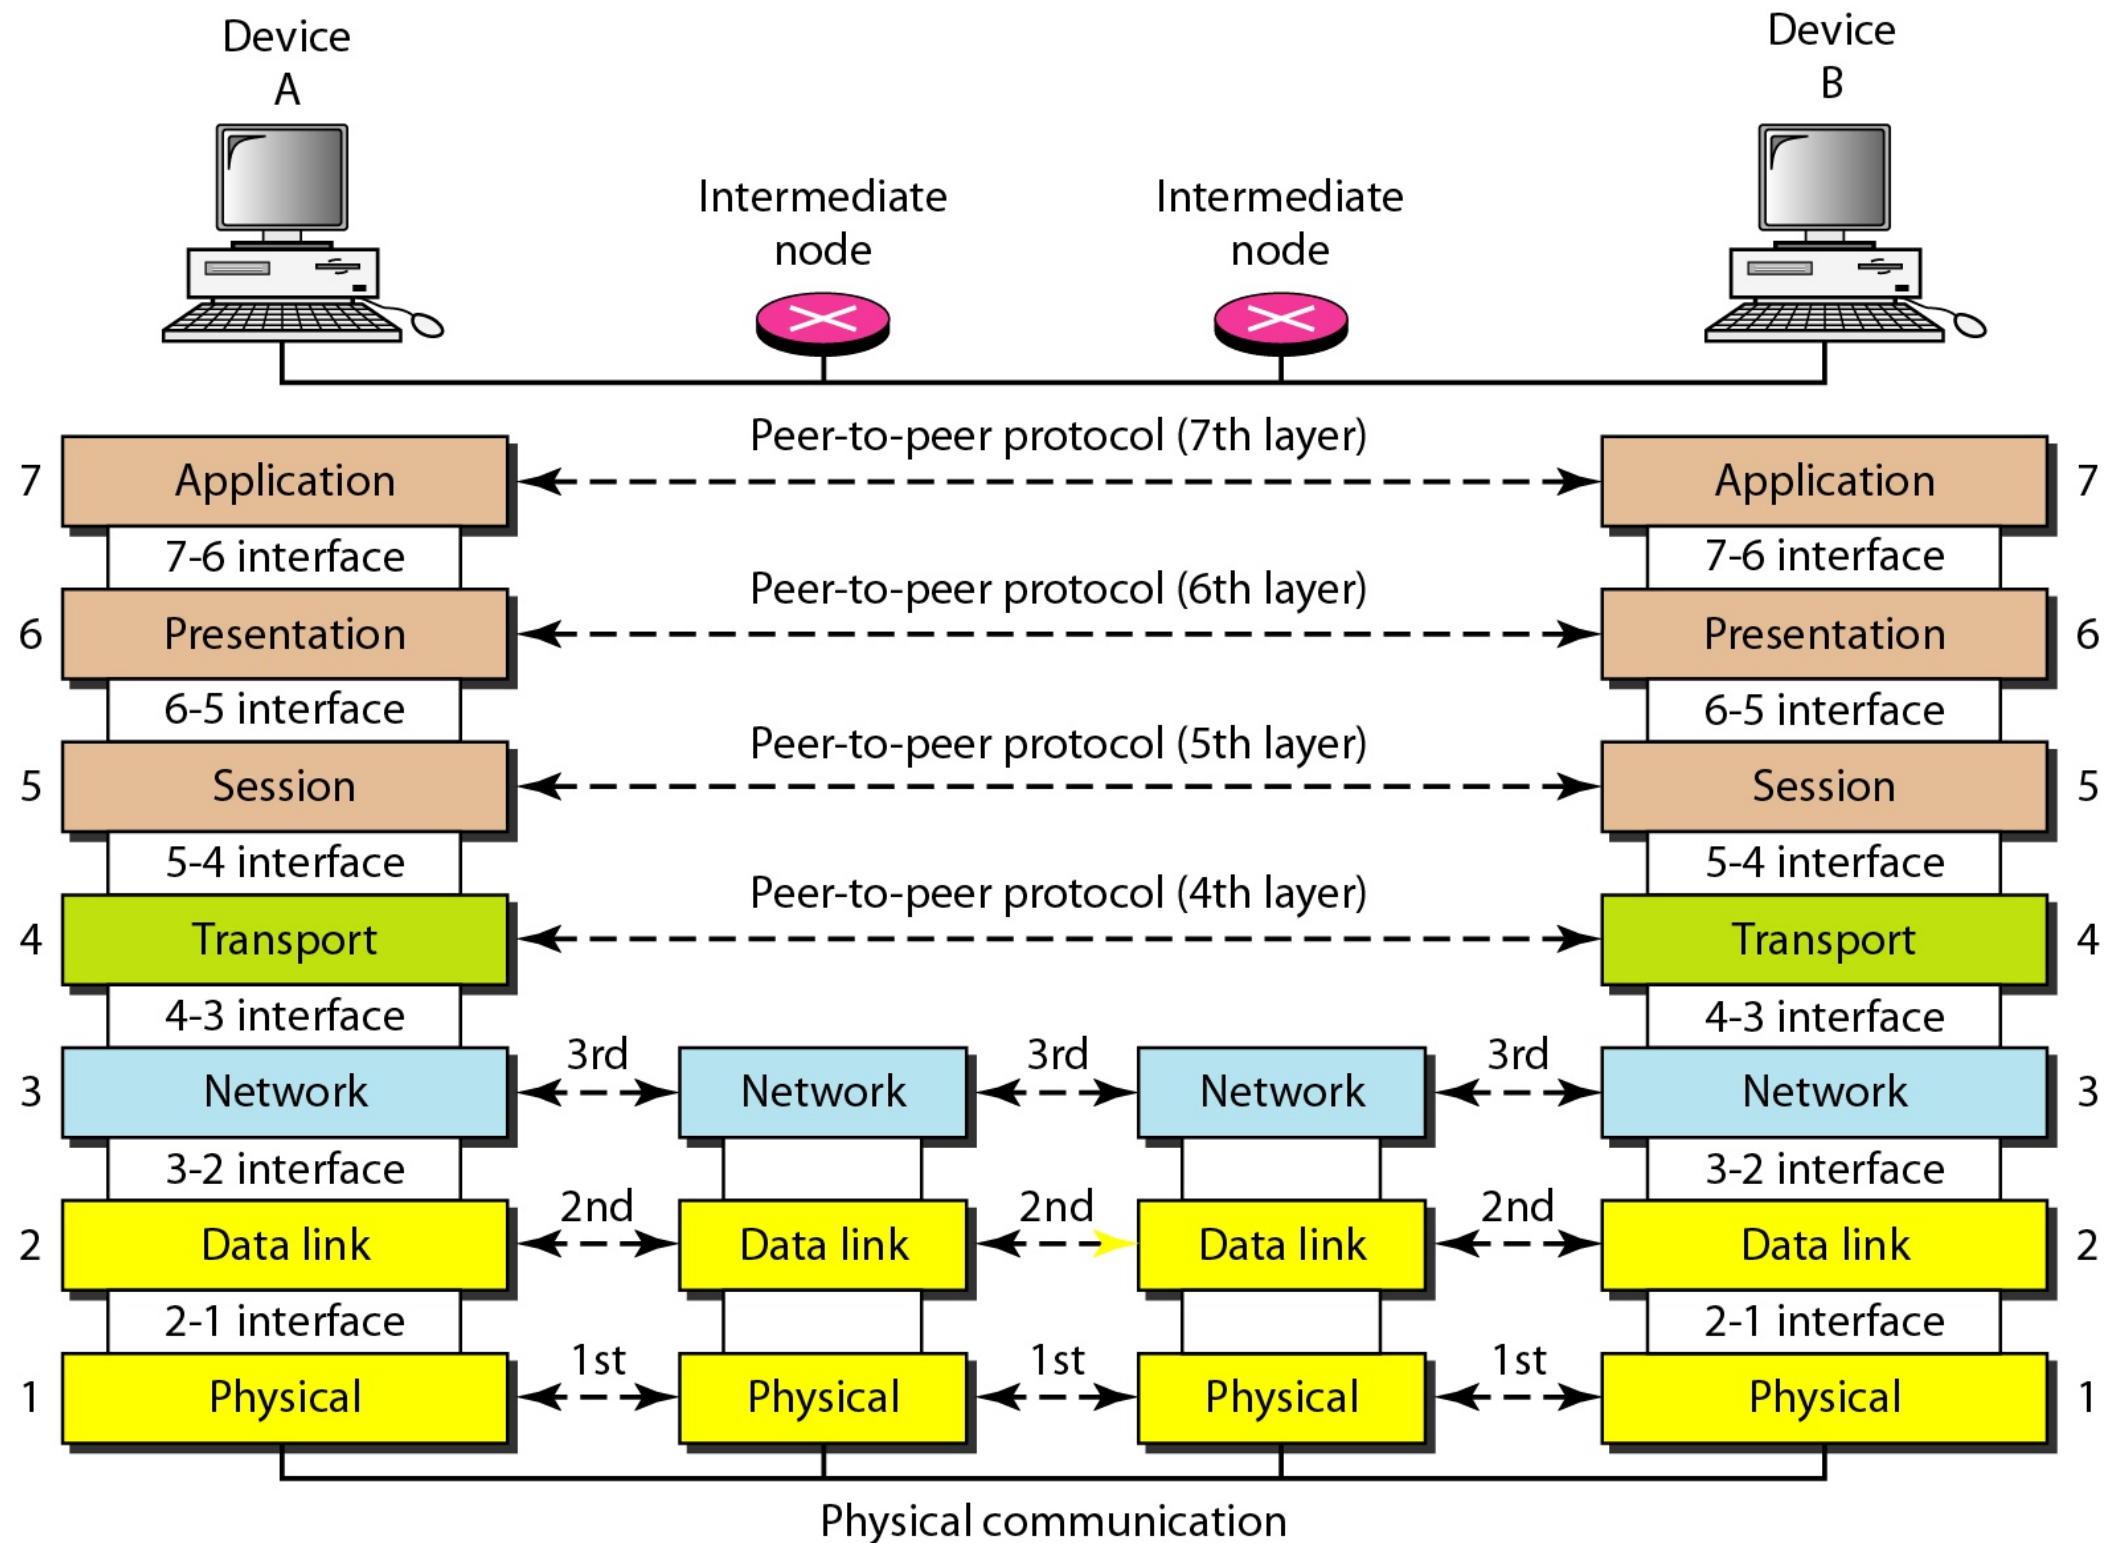 Device
A
Device
B
Intermediate
node
Intermediate
node
Peer-to-peer protocol (7th layer)
7 Application Application 7
7-6 interface 7-6 interface
Peer-to-peer protocol (6th layer)
6 Presentation Presentation 6
6-5 interface 6-5 interface
Peer-to-peer protocol (5th layer)
5 Session Session 5
5-4 interface 5-4 interface
Peer-to-peer protocol (4th layer)
4 Transport Transport 4
4-3 interface 4-3 interface
3rd 3rd 3rd
3 Network Network Network Network 3
3-2 interface 3-2 interface
2nd 2nd 2nd
2 Data link Data link Data link Data link 2
2-1 interface 2-1 interface
1st 1st 1st
1 Physical Physical Physical Physical 1
Physical communication